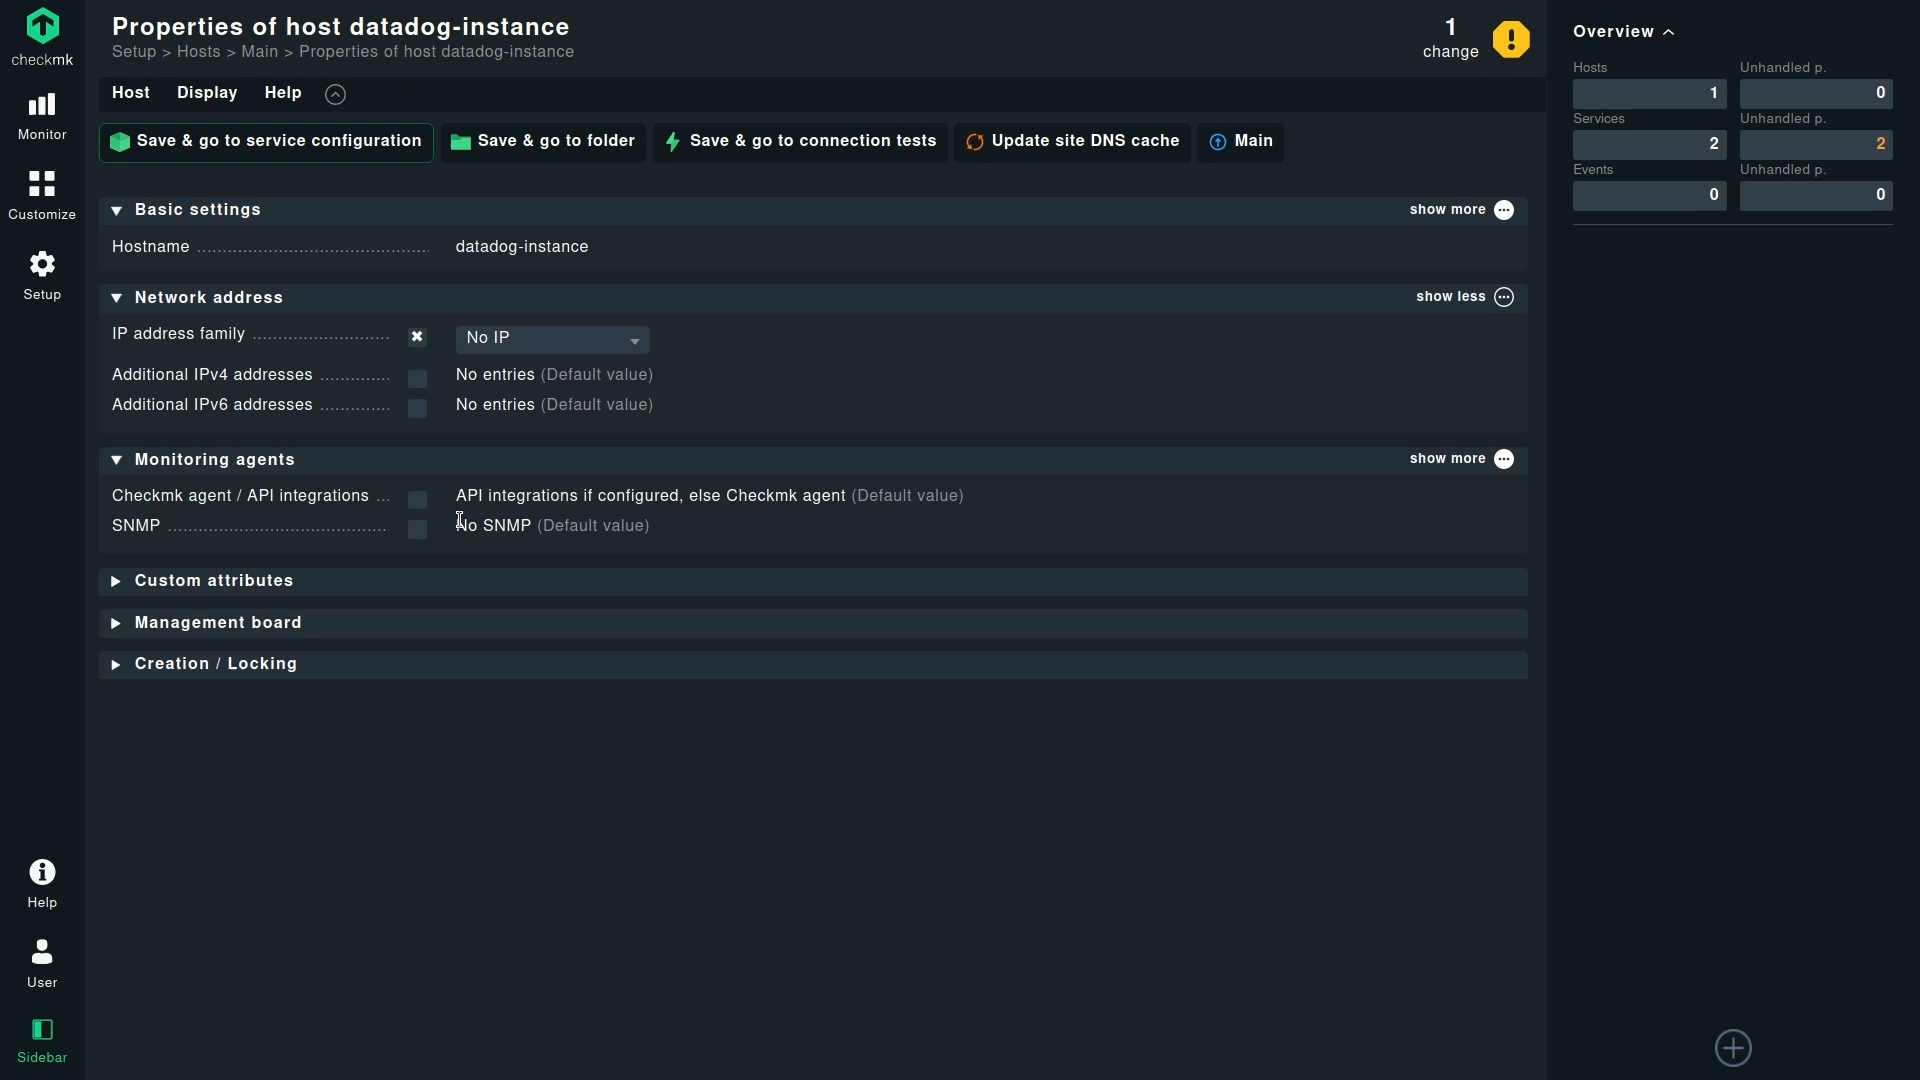 checkmk
Monitor
Customize
Setup
Help
User
Sidebar
Properties of host datadog-instance
Setup > Hosts > Main > Properties of host datadog-instance
1
change
Host Display Help
Save & go to service configuration Save & go to folder Save & go to connection tests Update site DNS cache Main
Basic settings show more
Hostname datadog-instance
Network address show less
IP address family No IP
Additional IPv4 addresses No entries (Default value)
Additional IPv6 addresses No entries (Default value)
Monitoring agents show more
Checkmk agent / API integrations ... API integrations if configured, else Checkmk agent (Default value)
SNMP No SNMP (Default value)
Custom attributes
Management board
Creation / Locking
Overview
Hosts Unhandled p.
1 0
Services Unhandled p.
2 2
Events Unhandled p.
0 0